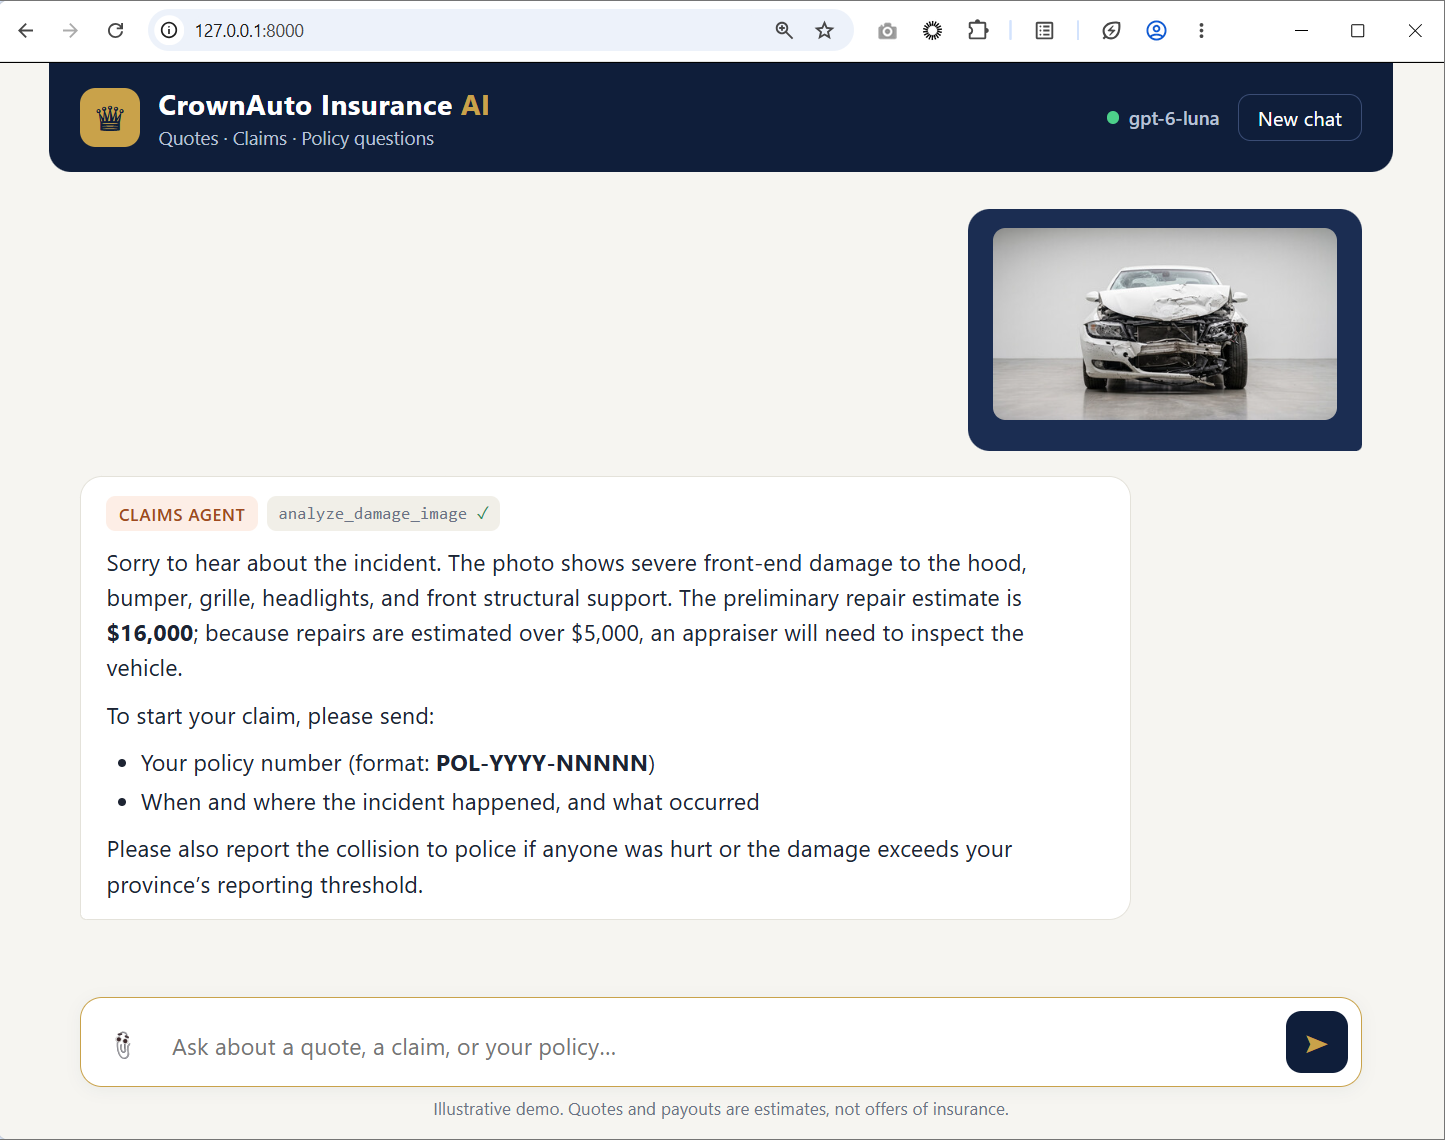 127.0.0.1:8000
CrownAuto Insurance AI
Quotes · Claims · Policy questions
gpt-6-luna
New chat
CLAIMS AGENT
analyze_damage_image ✓
Sorry to hear about the incident. The photo shows severe front-end damage to the hood,
bumper, grille, headlights, and front structural support. The preliminary repair estimate is
$16,000; because repairs are estimated over $5,000, an appraiser will need to inspect the
vehicle.
To start your claim, please send:
• Your policy number (format: POL-YYYY-NNNNN)
• When and where the incident happened, and what occurred
Please also report the collision to police if anyone was hurt or the damage exceeds your
province’s reporting threshold.
Ask about a quote, a claim, or your policy...
Illustrative demo. Quotes and payouts are estimates, not offers of insurance.